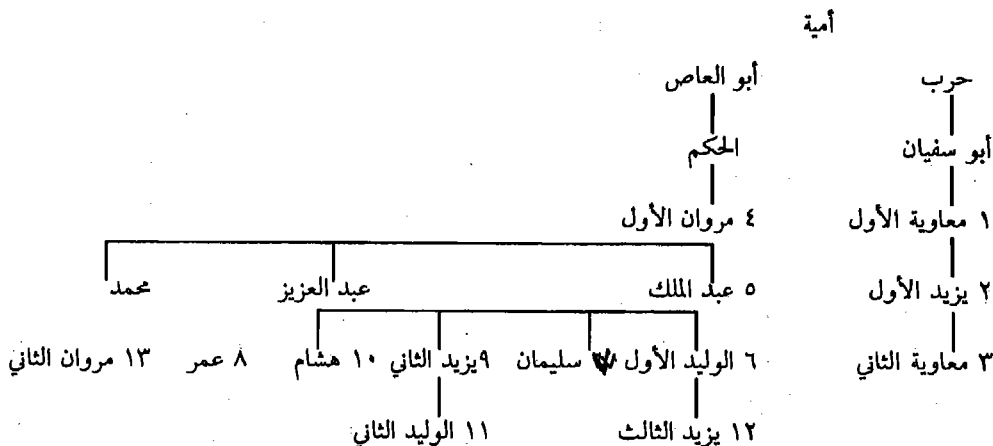 أمية
حرب أبو العاص
أبو سفيان الحكم
١ معاوية الأول ٤ مروان الأول
٢ يزيد الأول ٥ عبد الملك عبد العزيز محمد
٣ معاوية الثاني ٦ الوليد الأول سليمان ٩يزيد الثاني ١٠ هشام ٨ عمر ١٣ مروان الثاني
١٢ يزيد الثالث ١١ الوليد الثاني